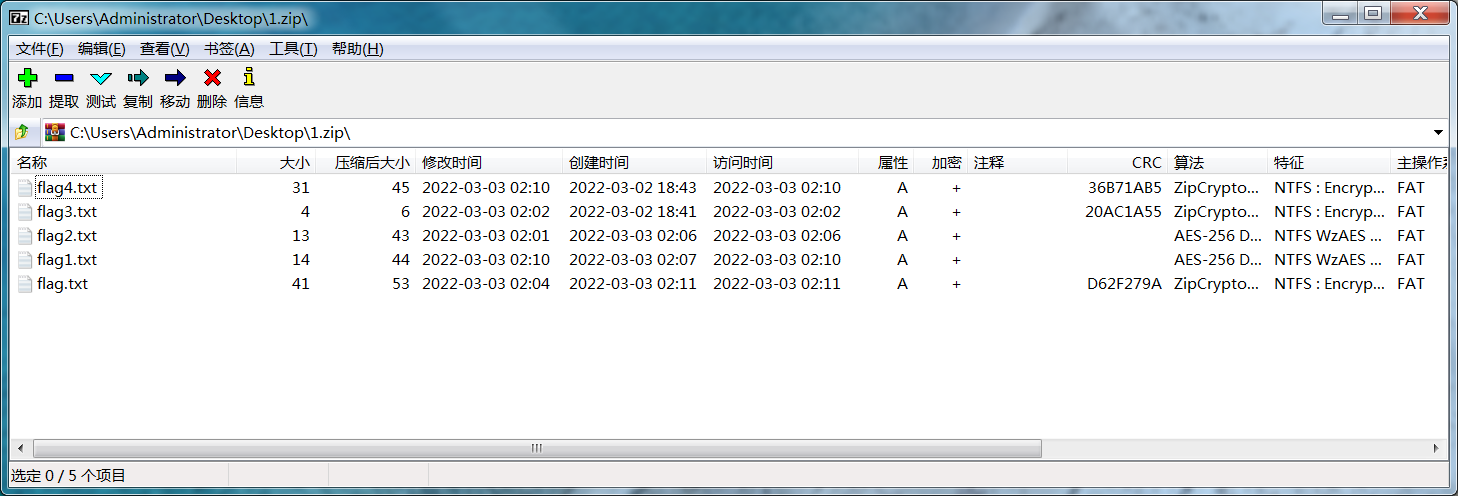 C:\Users\Administrator\Desktop\1.zip\
文件(F) 编辑(E) 查看(V) 书签(A) 工具(T) 帮助(H)
添加 提取 测试 复制 移动 删除 信息
C:\Users\Administrator\Desktop\1.zip\
名称 大小 压缩后大小 修改时间 创建时间 访问时间 属性 加密 注释 CRC 算法 特征 主操作系
flag4.txt 31 45 2022-03-03 02:10 2022-03-02 18:43 2022-03-03 02:10 A + 36B71AB5 ZipCrypto... NTFS : Encryp... FAT
flag3.txt 4 6 2022-03-03 02:02 2022-03-02 18:41 2022-03-03 02:02 A + 20AC1A55 ZipCrypto... NTFS : Encryp... FAT
flag2.txt 13 43 2022-03-03 02:01 2022-03-03 02:06 2022-03-03 02:06 A + AES-256 D... NTFS WzAES ... FAT
flag1.txt 14 44 2022-03-03 02:10 2022-03-03 02:07 2022-03-03 02:10 A + AES-256 D... NTFS WzAES ... FAT
flag.txt 41 53 2022-03-03 02:04 2022-03-03 02:11 2022-03-03 02:11 A + D62F279A ZipCrypto... NTFS : Encryp... FAT
选定 0 / 5 个项目